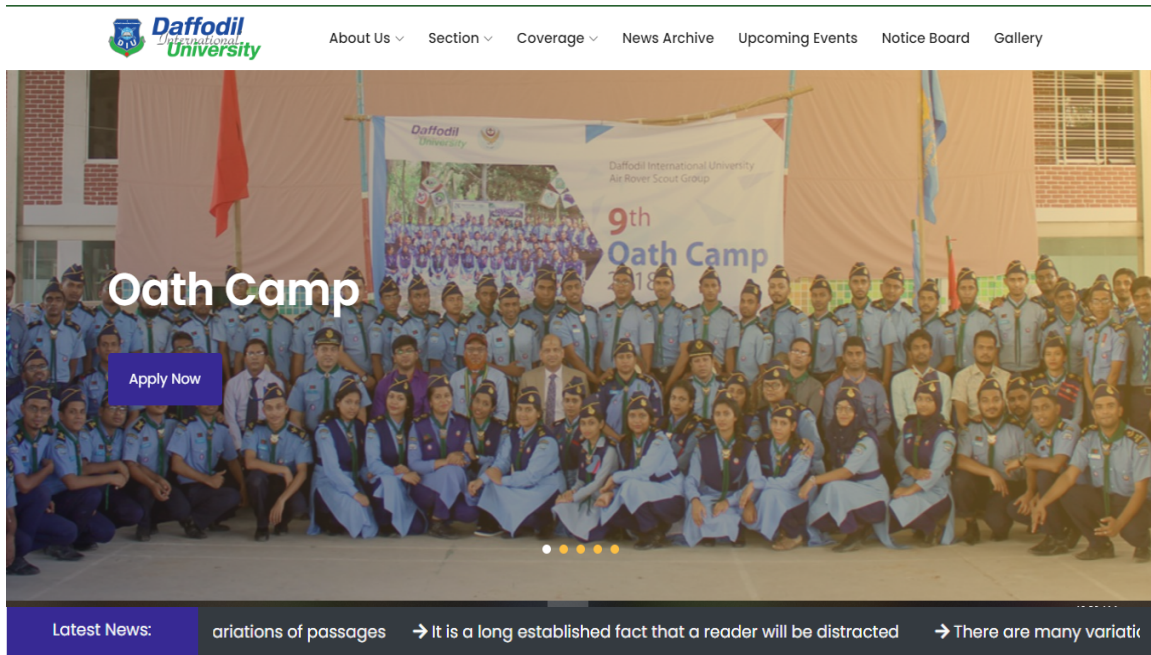 Daffodil
International
University
About Us
Section
Coverage
News Archive
Upcoming Events
Notice Board
Gallery
Daffodil
University
Daffodil International University
Air Rover Scout Group
9th
Oath Camp
2018
Oath Camp
Apply Now
Latest News:
ariations of passages → It is a long established fact that a reader will be distracted → There are many variatio